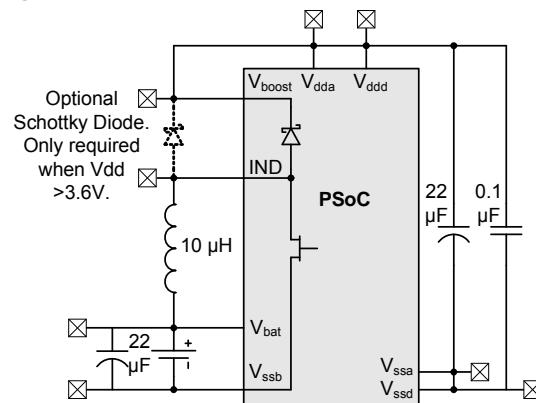 Vboost Vdda Vddd
Optional
Schottky Diode.
Only required
when Vdd
>3.6V.
IND
PSoC
22
µF
0.1
µF
10 µH
Vbat
22
µF
+
Vssb
Vssa
Vssd